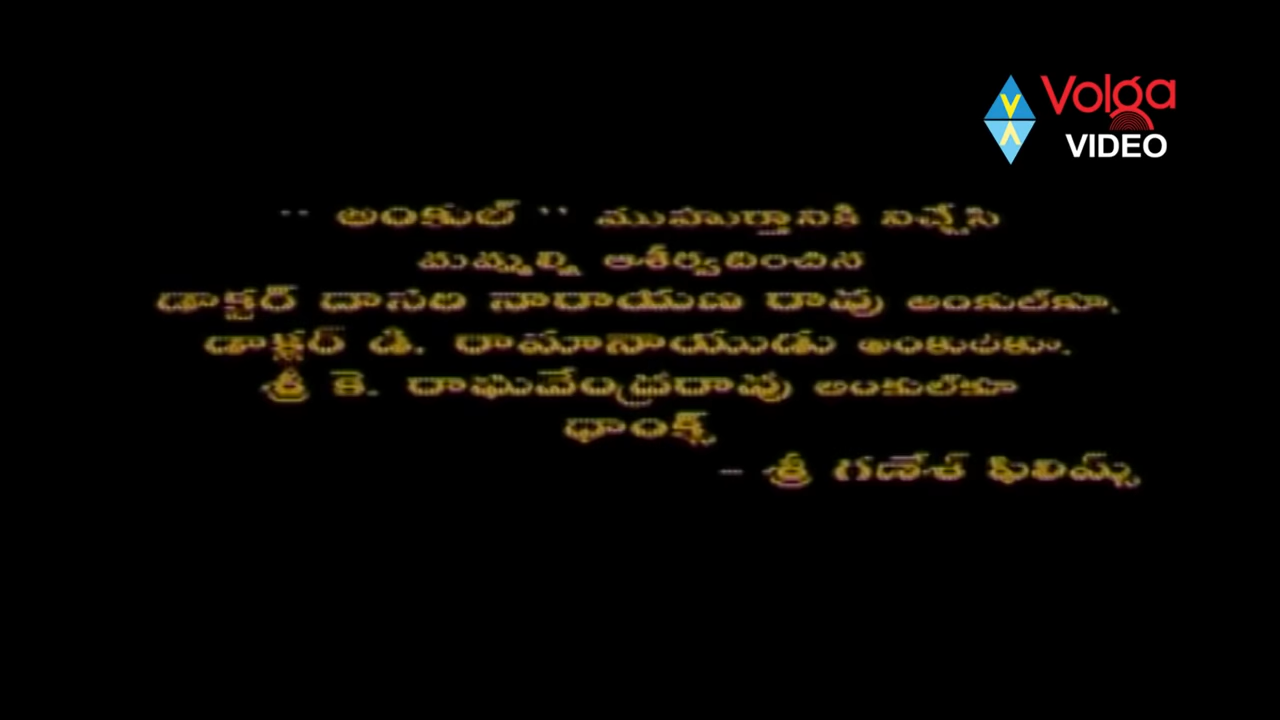 Volga
VIDEO
`` అంకుల్ `` ముహుర్తానికి విచ్చేసి
మమ్మల్ని ఆశీర్వదించిన
డాక్టర్ దాసరి నారాయణ రావు అంకుల్‌కూ,
డాక్టర్ డి. రామానాయుడు అంకుల్‌కు,
శ్రీ కె. రాఘవేంద్రరావు అంకుల్‌కూ
థాంక్స్
– శ్రీ గణేశ్ ఫిలిమ్స్